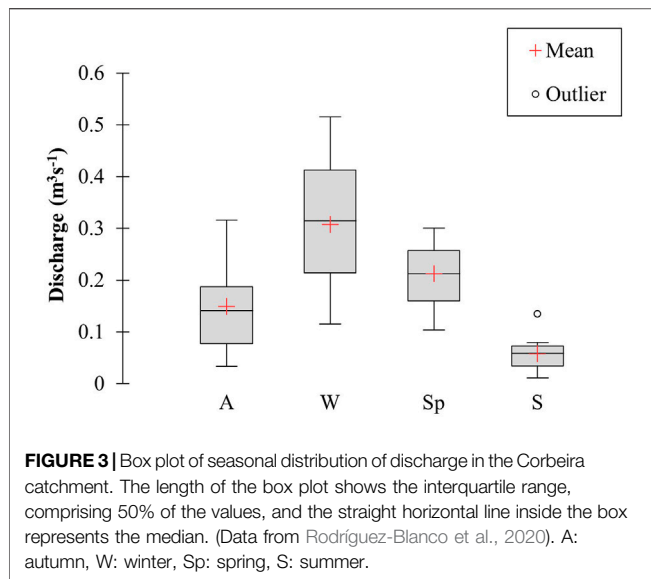 Mean
Outlier
0.6
0.5
0.4
0.3
0.2
0.1
0
Discharge (m³s-¹)
A W Sp S
FIGURE 3 | Box plot of seasonal distribution of discharge in the Corbeira
catchment. The length of the box plot shows the interquartile range,
comprising 50% of the values, and the straight horizontal line inside the box
represents the median. (Data from Rodríguez-Blanco et al., 2020). A:
autumn, W: winter, Sp: spring, S: summer.